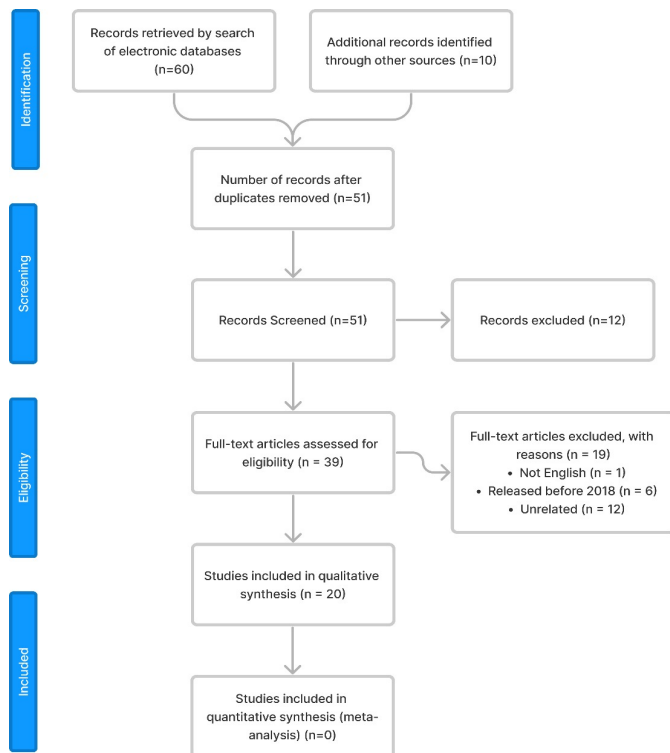 Identification
Records retrieved by search
of electronic databases
(n=60)
Additional records identified
through other sources (n=10)
Number of records after
duplicates removed (n=51)
Screening
Records Screened (n=51)
Records excluded (n=12)
Eligibility
Full-text articles assessed for
eligibility (n = 39)
Full-text articles excluded, with
reasons (n = 19)
• Not English (n = 1)
• Released before 2018 (n = 6)
• Unrelated (n = 12)
Studies included in qualitative
synthesis (n = 20)
Included
Studies included in
quantitative synthesis (meta-
analysis) (n=0)